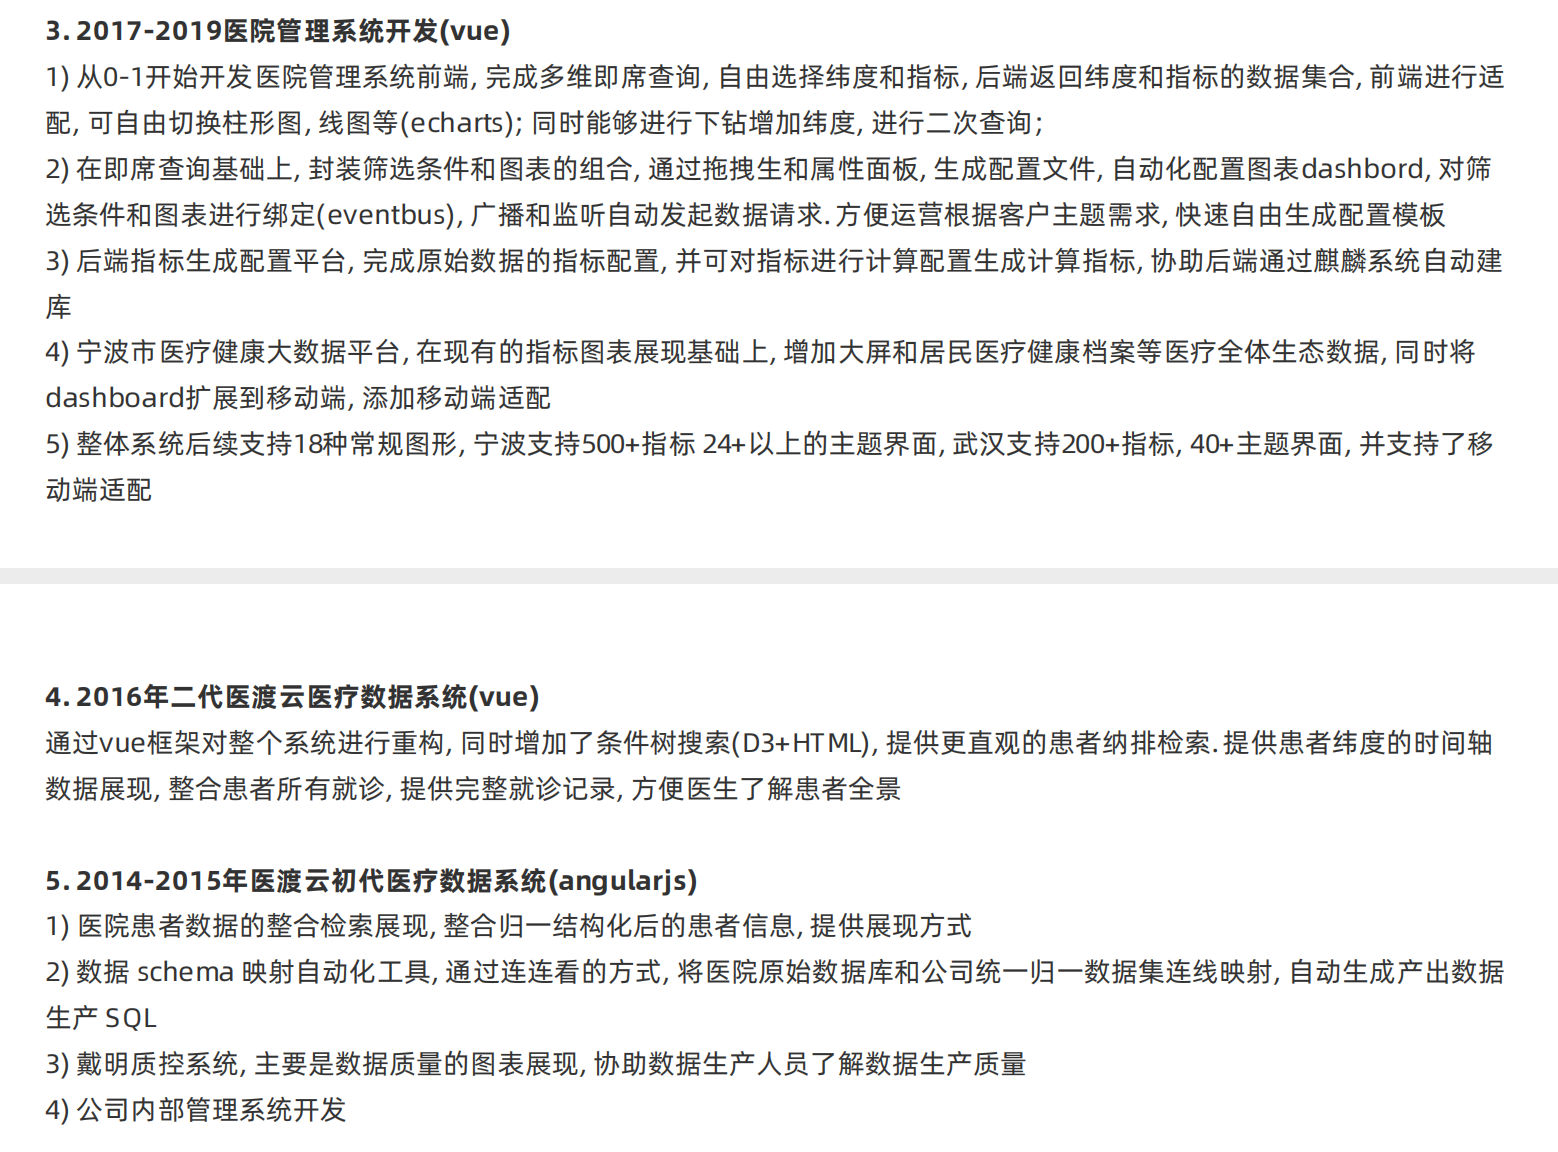 3. 2017-2019医院管理系统开发(vue)
1) 从0-1开始开发医院管理系统前端, 完成多维即席查询, 自由选择纬度和指标, 后端返回纬度和指标的数据集合, 前端进行适
配, 可自由切换柱形图, 线图等(echarts); 同时能够进行下钻增加纬度, 进行二次查询;
2) 在即席查询基础上, 封装筛选条件和图表的组合, 通过拖拽生和属性面板, 生成配置文件, 自动化配置图表dashbord, 对筛
选条件和图表进行绑定(eventbus), 广播和监听自动发起数据请求. 方便运营根据客户主题需求, 快速自由生成配置模板
3) 后端指标生成配置平台, 完成原始数据的指标配置, 并可对指标进行计算配置生成计算指标, 协助后端通过麒麟系统自动建
库
4) 宁波市医疗健康大数据平台, 在现有的指标图表展现基础上, 增加大屏和居民医疗健康档案等医疗全体生态数据, 同时将
dashboard扩展到移动端, 添加移动端适配
5) 整体系统后续支持18种常规图形, 宁波支持500+指标 24+以上的主题界面, 武汉支持200+指标, 40+主题界面, 并支持了移
动端适配
4. 2016年二代医渡云医疗数据系统(vue)
通过vue框架对整个系统进行重构, 同时增加了条件树搜索(D3+HTML), 提供更直观的患者纳排检索. 提供患者纬度的时间轴
数据展现, 整合患者所有就诊, 提供完整就诊记录, 方便医生了解患者全景
5. 2014-2015年医渡云初代医疗数据系统(angularjs)
1) 医院患者数据的整合检索展现, 整合归一结构化后的患者信息, 提供展现方式
2) 数据 schema 映射自动化工具, 通过连连看的方式, 将医院原始数据库和公司统一归一数据集连线映射, 自动生成产出数据
生产 SQL
3) 戴明质控系统, 主要是数据质量的图表展现, 协助数据生产人员了解数据生产质量
4) 公司内部管理系统开发